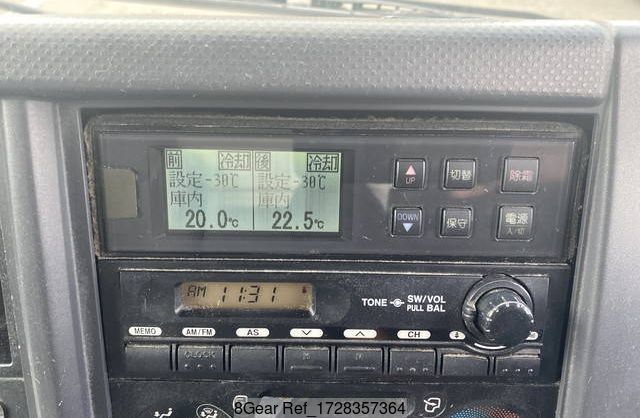 前 冷却 後 冷却
設定-30℃ 設定-30℃
庫内 庫内
20.0℃ 22.5℃
UP 切替 除霜
DOWN 保守 電源
入/切
AM 11:31
TONE SW/VOL
PULL BAL
MEMO AM/FM AS CH
CLOCK
8Gear Ref_1728357364